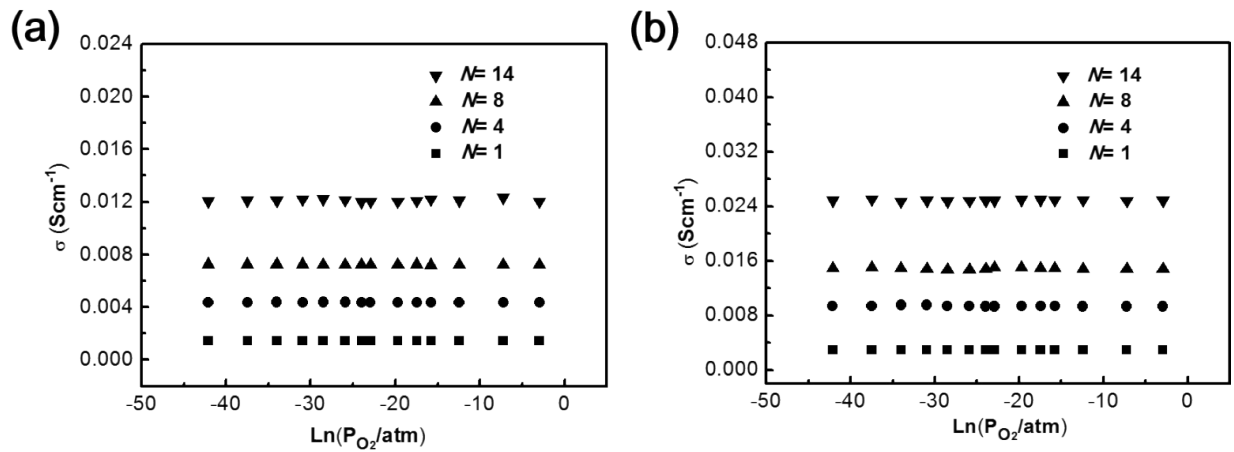 (a)
0.024
0.020
0.016
0.012
0.008
0.004
0.000
σ (Scm⁻¹)
N= 14
N= 8
N= 4
N= 1
-50 -40 -30 -20 -10 0
Ln(P_O₂/atm)
(b)
0.048
0.040
0.032
0.024
0.016
0.008
0.000
σ (Scm⁻¹)
N= 14
N= 8
N= 4
N= 1
-50 -40 -30 -20 -10 0
Ln(P_O₂/atm)